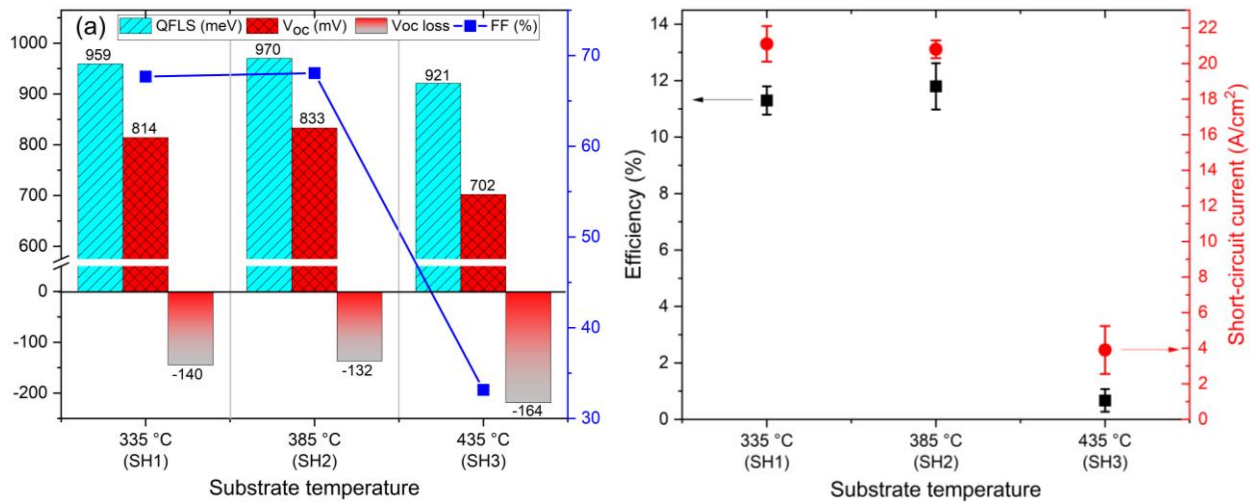 (a)
QFLS (meV)
Voc (mV)
Voc loss
FF (%)
1000
900
800
700
600
0
-100
-200
959
814
-140
970
833
-132
921
702
-164
70
60
50
40
30
335 °C
(SH1)
385 °C
(SH2)
435 °C
(SH3)
Substrate temperature
Efficiency (%)
14%
12
10
8
6
4
2
0
22
20
18
16
14
12
10
8
6
4
2
0
Short-circuit current (A/cm²)
335 °C
(SH1)
385 °C
(SH2)
435 °C
(SH3)
Substrate temperature